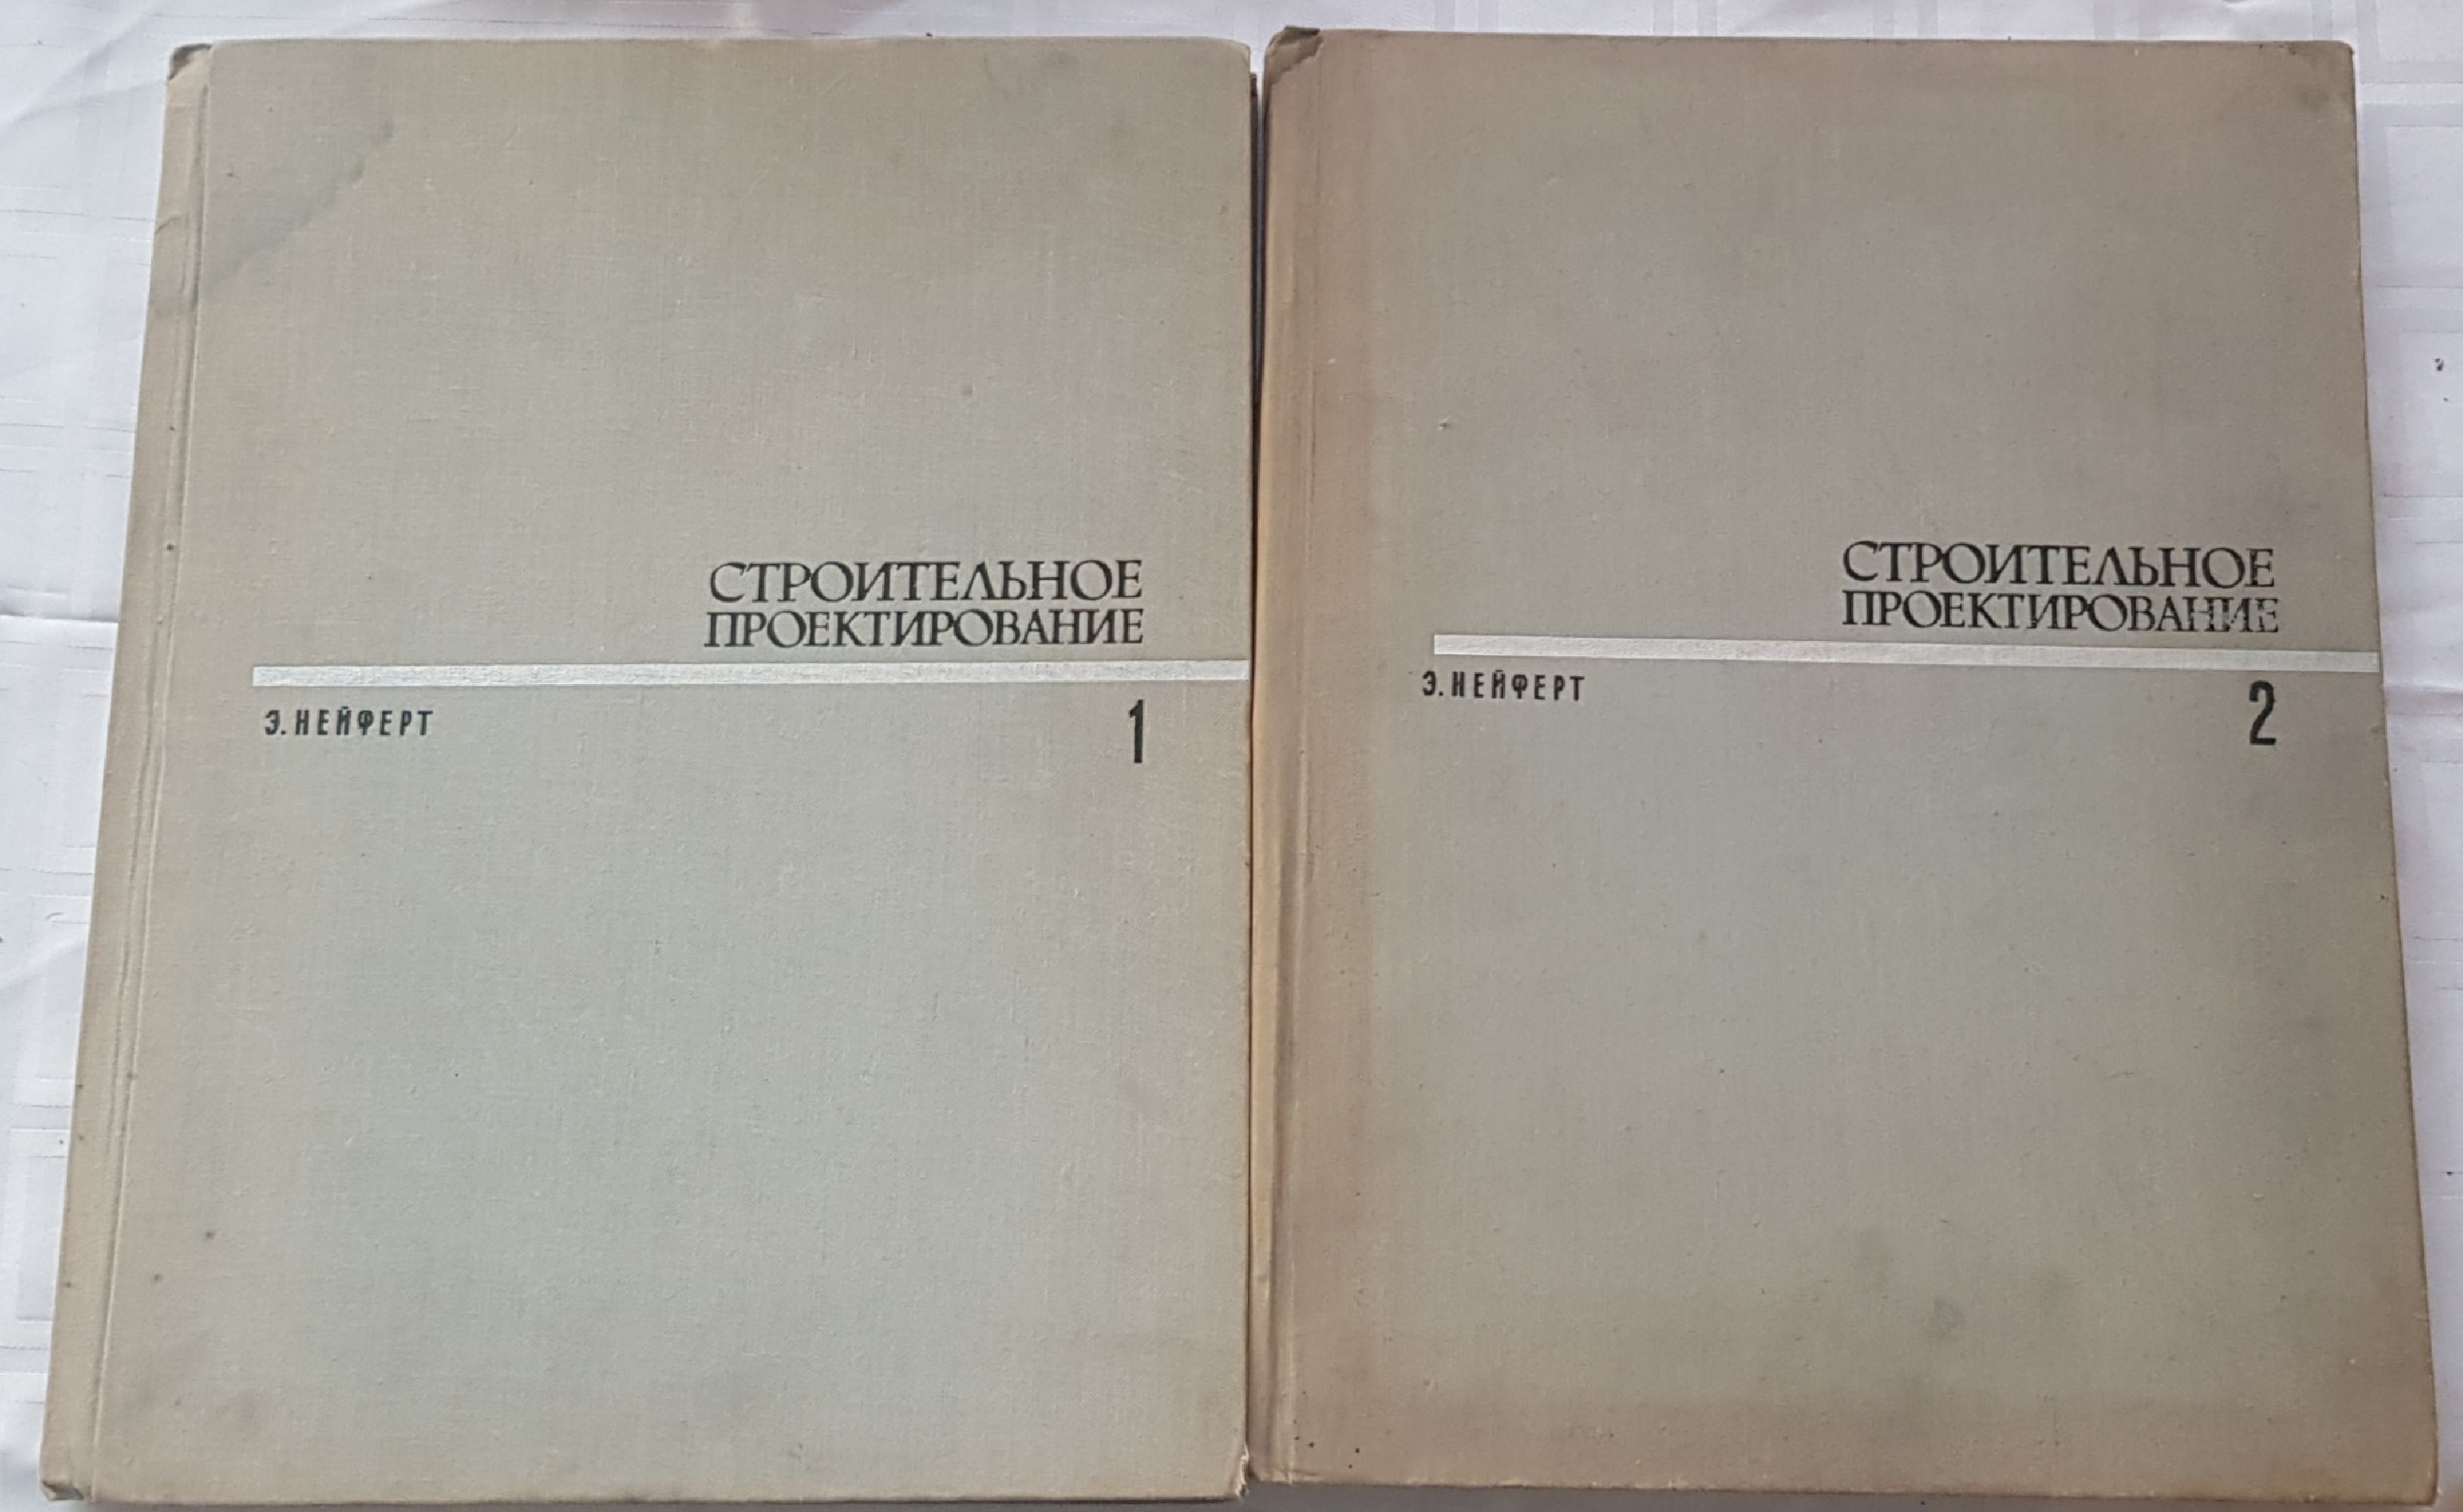 СТРОИТЕЛЬНОЕ
ПРОЕКТИРОВАНИЕ
Э. НЕЙФЕРТ
1
СТРОИТЕЛЬНОЕ
ПРОЕКТИРОВАНИЕ
Э. НЕЙФЕРТ
2